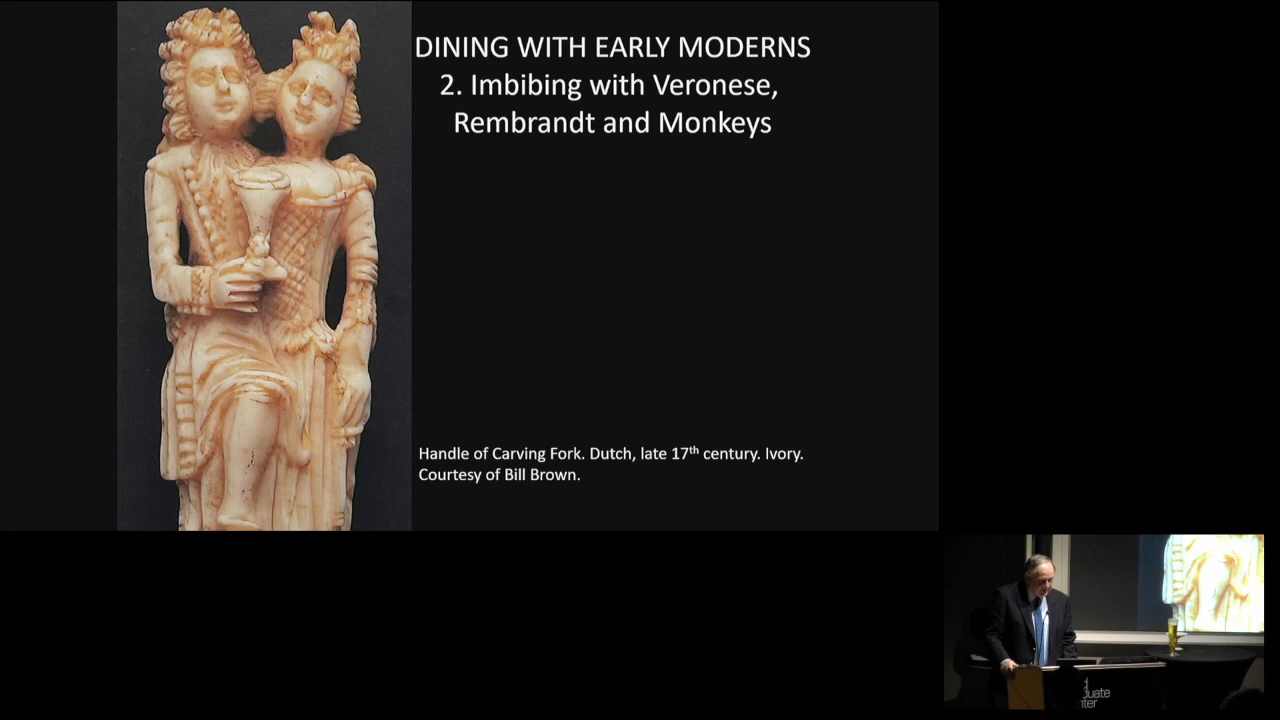 DINING WITH EARLY MODERNS
2. Imbibing with Veronese,
Rembrandt and Monkeys
Handle of Carving Fork. Dutch, late 17th century. Ivory.
Courtesy of Bill Brown.